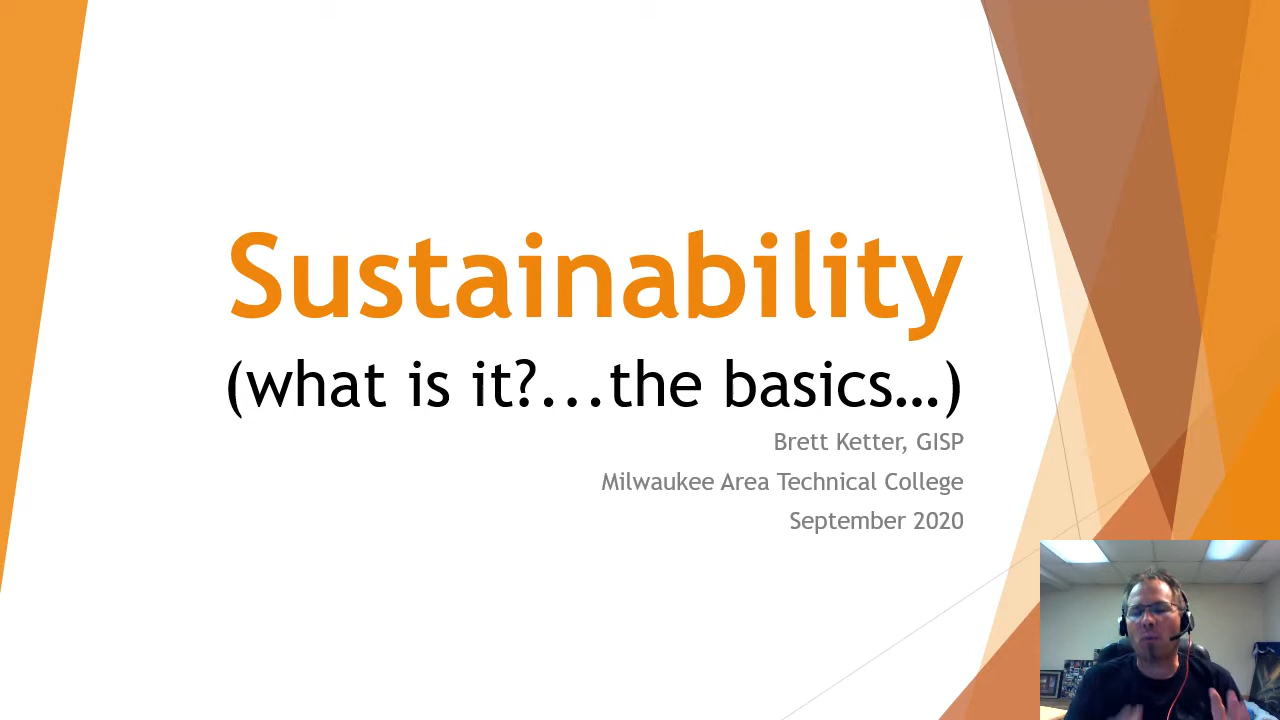 Sustainability
(what is it?...the basics…)
Brett Ketter, GISP
Milwaukee Area Technical College
September 2020